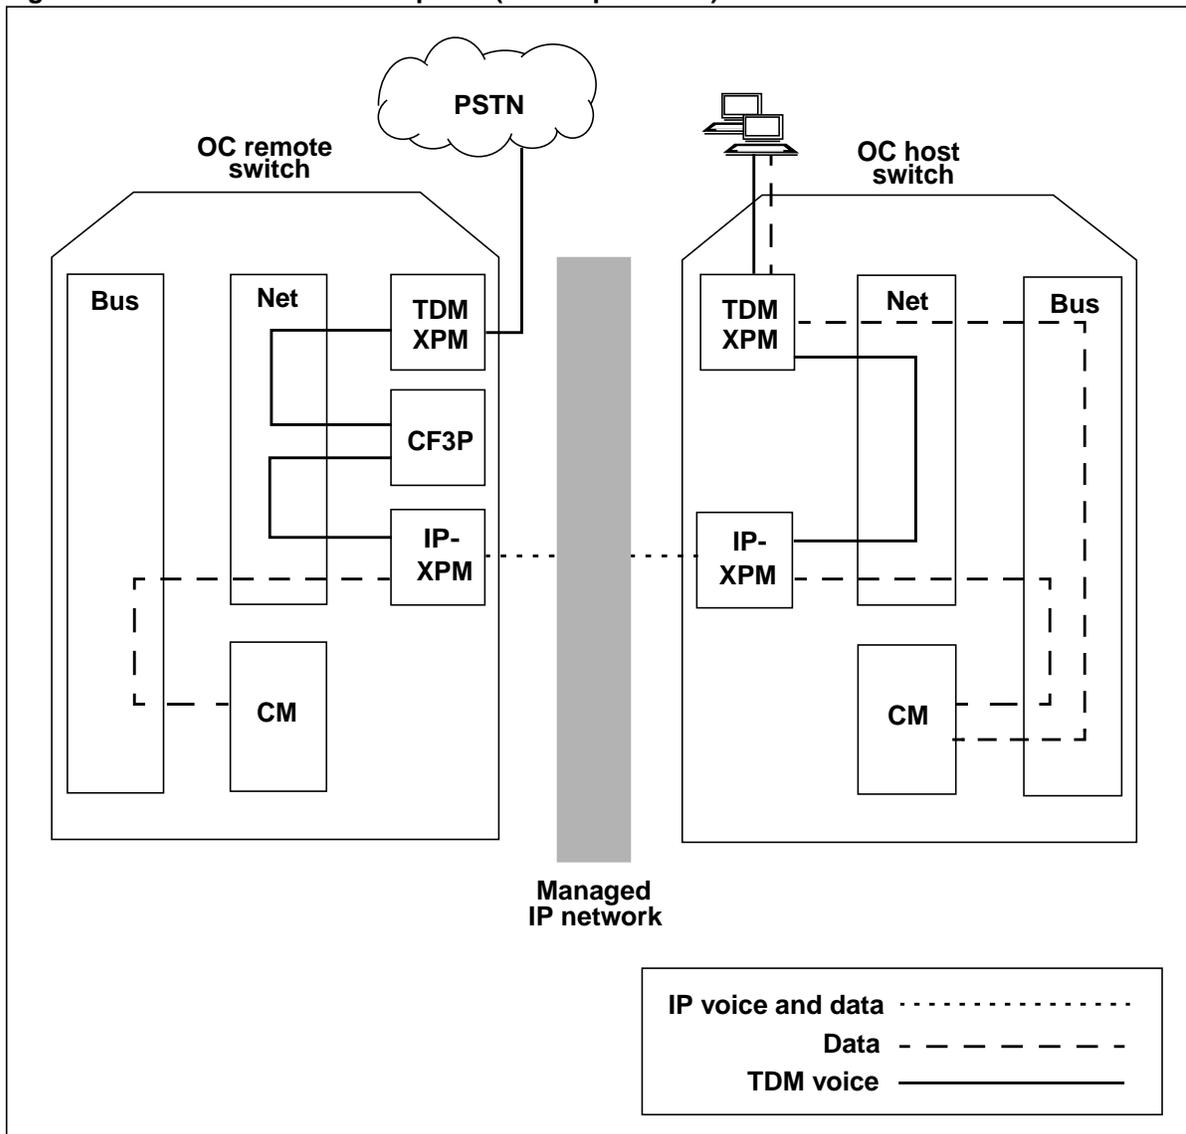 PSTN
OC remote
switch
OC host
switch
Bus
Net
TDM
XPM
CF3P
IP-
XPM
CM
TDM
XPM
Net
Bus
IP-
XPM
CM
Managed
IP network
IP voice and data
Data
TDM voice